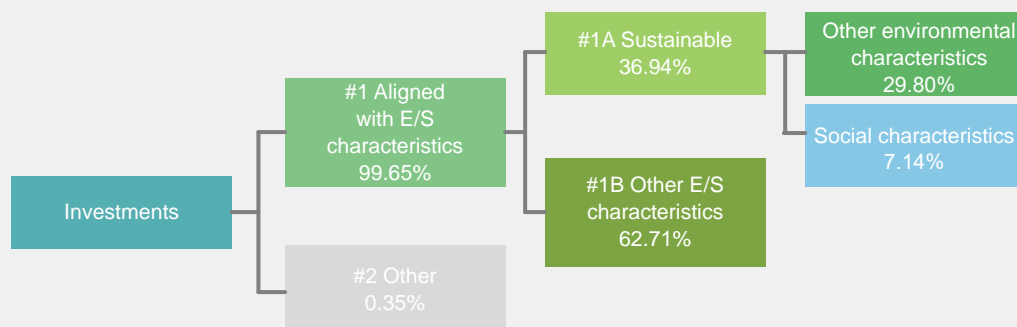 Investments
#1 Aligned
with E/S
characteristics
99.65%
#2 Other
0.35%
#1A Sustainable
36.94%
#1B Other E/S
characteristics
62.71%
Other environmental
characteristics
29.80%
Social characteristics
7.14%